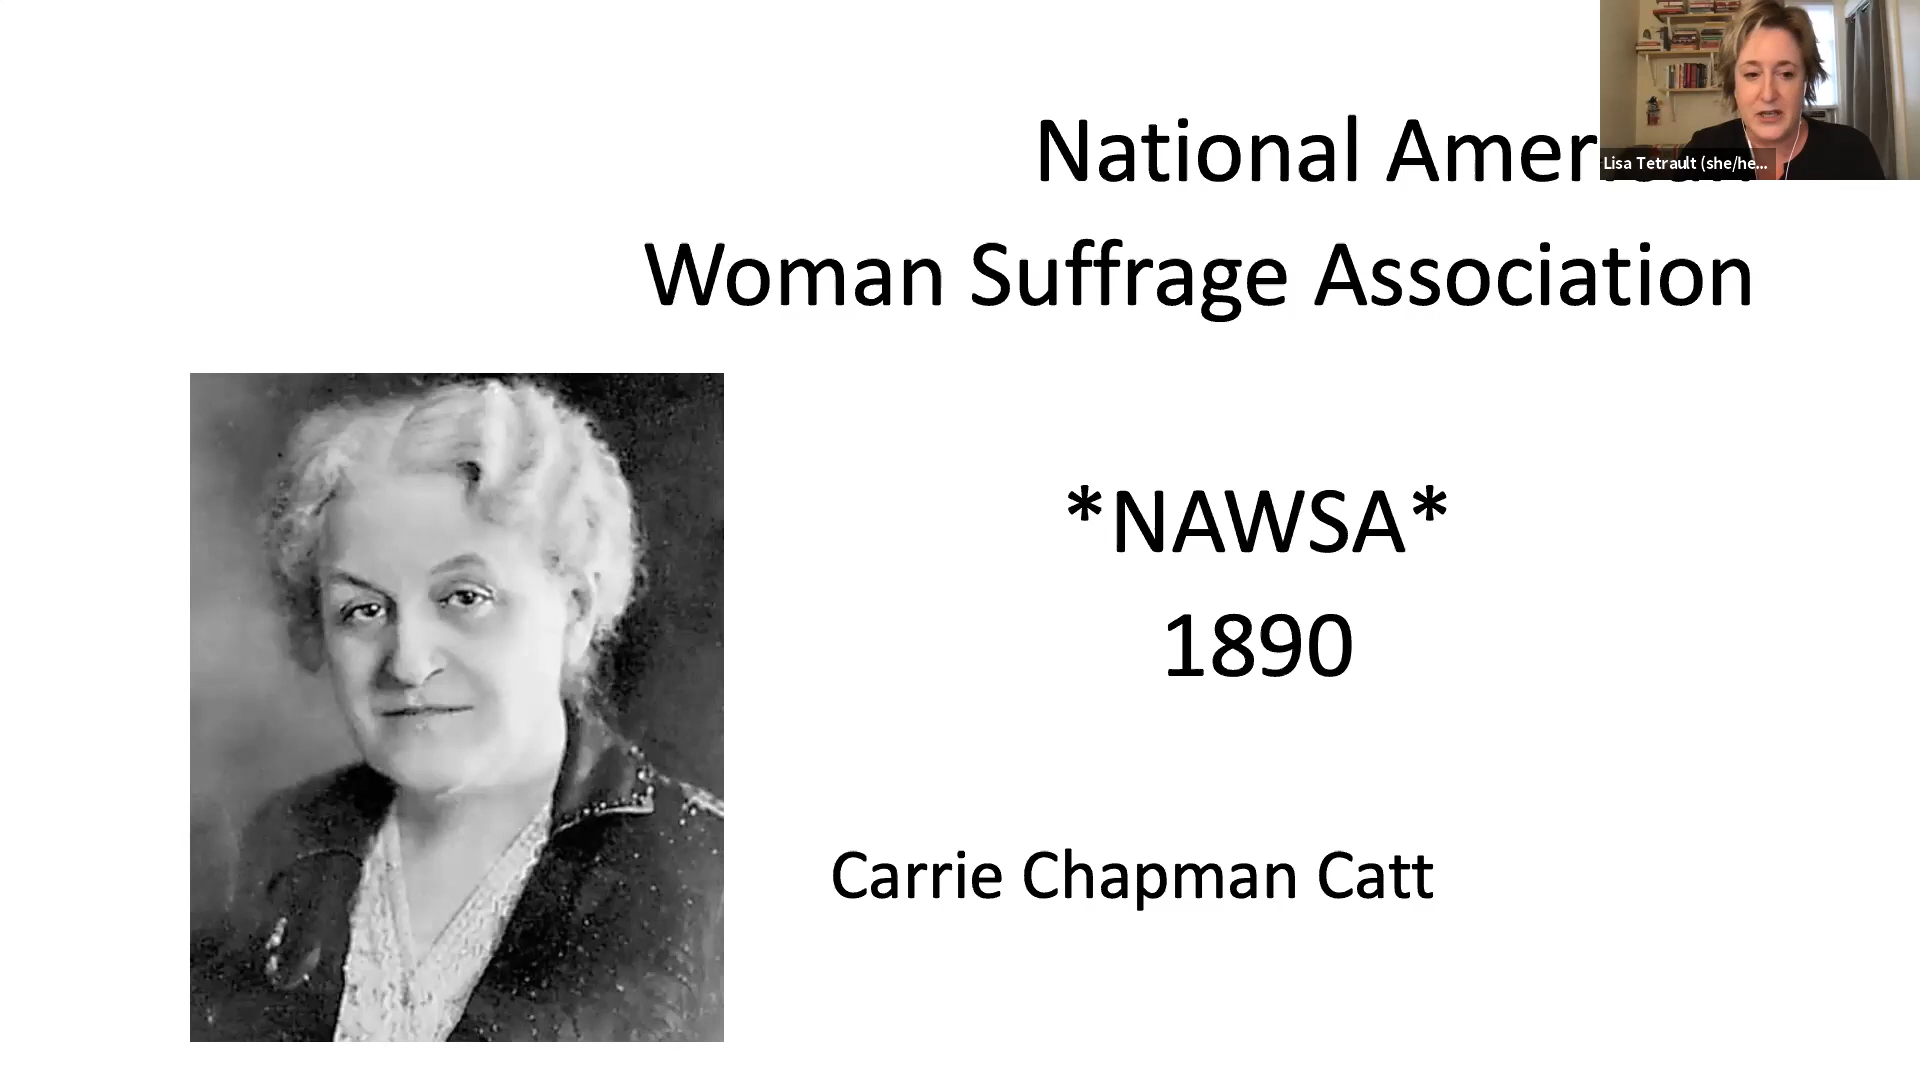 National Amer
Woman Suffrage Association
*NAWSA*
1890
Carrie Chapman Catt
Lisa Tetrault (she/he...